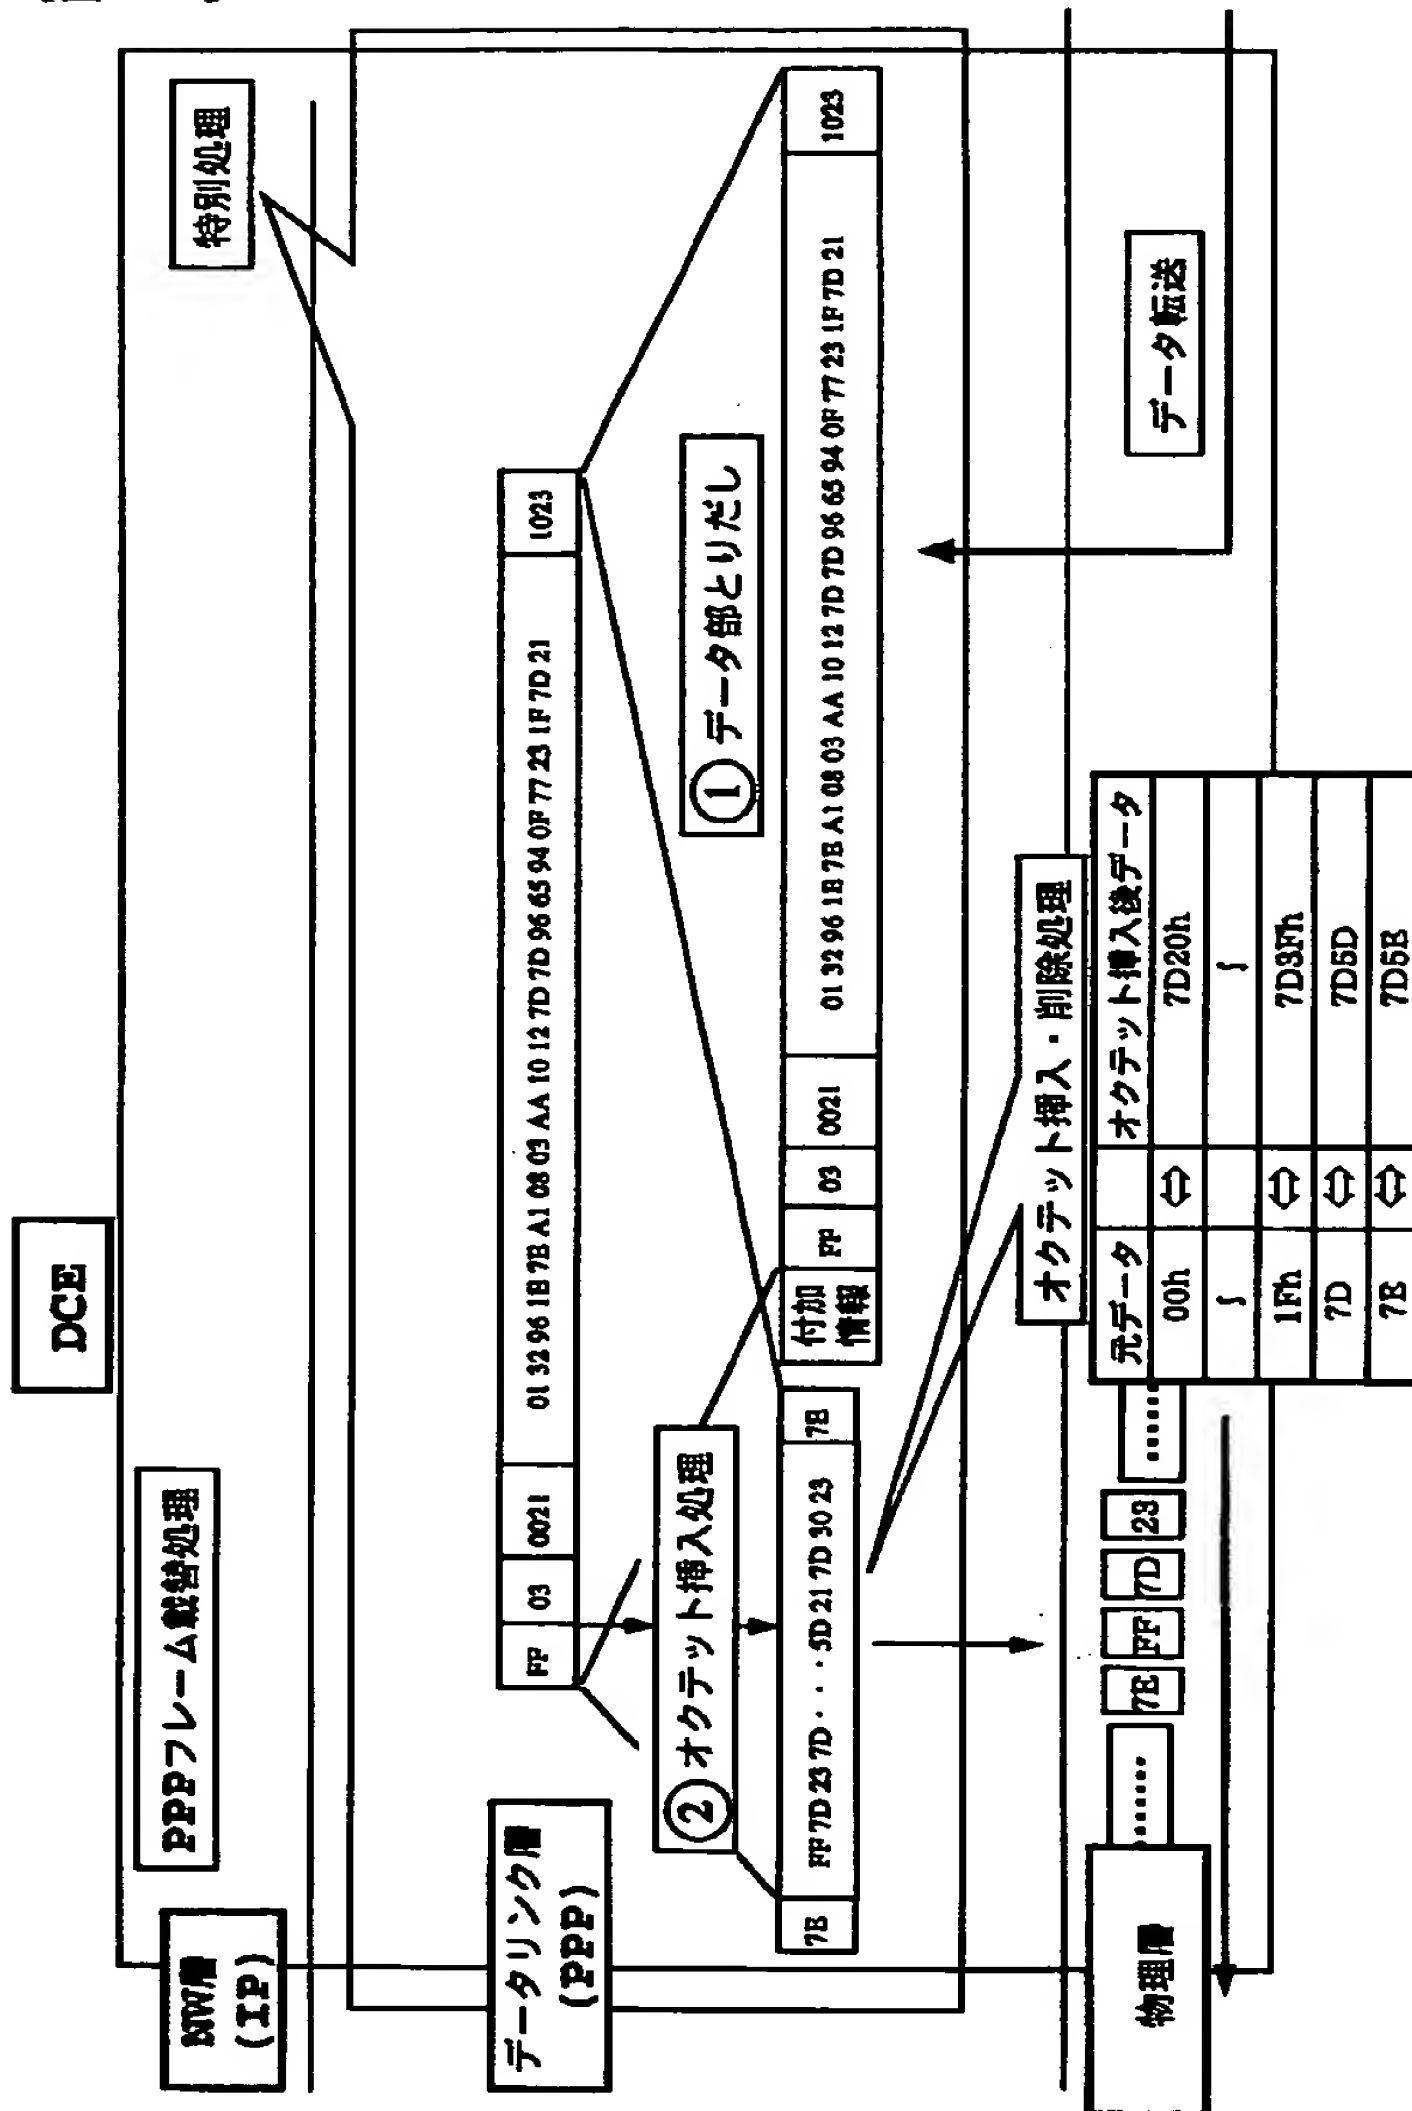 DCE
PPPフレーム載替処理
特別処理
NW層
(IP)
データリンク層
(PPP)
FF 03 0021 01 32 96 1B 7E A1 08 03 AA 10 12 7D 7D 96 65 94 0F 77 23 1F 7D 21 1023
① データ部とりだし
② オクテット挿入処理
付加
情報
FF 03 0021 01 32 96 1B 7E A1 08 03 AA 10 12 7D 7D 96 65 94 0F 77 23 1F 7D 21 1023
7E FF 7D 23 7D・・・5D 21 7D 30 23 7E
オクテット挿入・削除処理
データ転送
物理層
...... 7E FF 7D 23 ......
元データ オクテット挿入後データ
00h ⇔ 7D20h
∫ ∫
1Fh ⇔ 7D3Fh
7D ⇔ 7D5D
7E ⇔ 7D5E